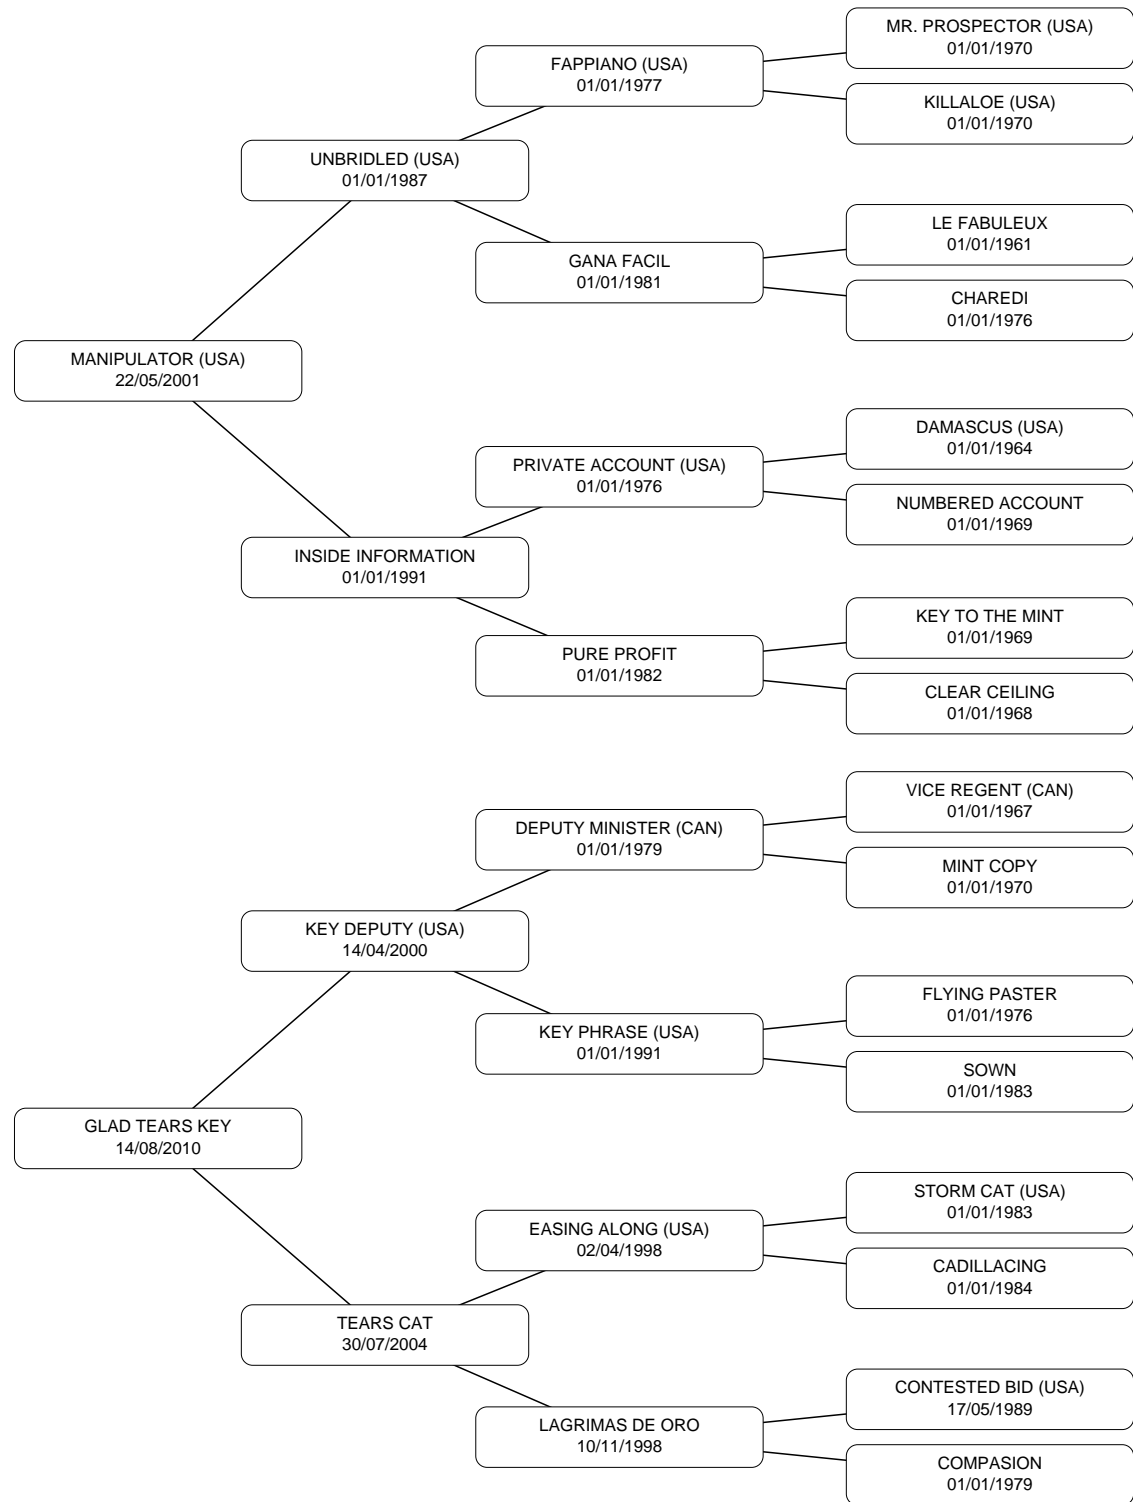 MR. PROSPECTOR (USA)
01/01/1970
FAPPIANO (USA)
01/01/1977
KILLALOE (USA)
01/01/1970
UNBRIDLED (USA)
01/01/1987
LE FABULEUX
01/01/1961
GANA FACIL
01/01/1981
CHAREDI
01/01/1976
MANIPULATOR (USA)
22/05/2001
DAMASCUS (USA)
01/01/1964
PRIVATE ACCOUNT (USA)
01/01/1976
NUMBERED ACCOUNT
01/01/1969
INSIDE INFORMATION
01/01/1991
KEY TO THE MINT
01/01/1969
PURE PROFIT
01/01/1982
CLEAR CEILING
01/01/1968
VICE REGENT (CAN)
01/01/1967
DEPUTY MINISTER (CAN)
01/01/1979
MINT COPY
01/01/1970
KEY DEPUTY (USA)
14/04/2000
FLYING PASTER
01/01/1976
KEY PHRASE (USA)
01/01/1991
SOWN
01/01/1983
GLAD TEARS KEY
14/08/2010
STORM CAT (USA)
01/01/1983
EASING ALONG (USA)
02/04/1998
CADILLACING
01/01/1984
TEARS CAT
30/07/2004
CONTESTED BID (USA)
17/05/1989
LAGRIMAS DE ORO
10/11/1998
COMPASION
01/01/1979